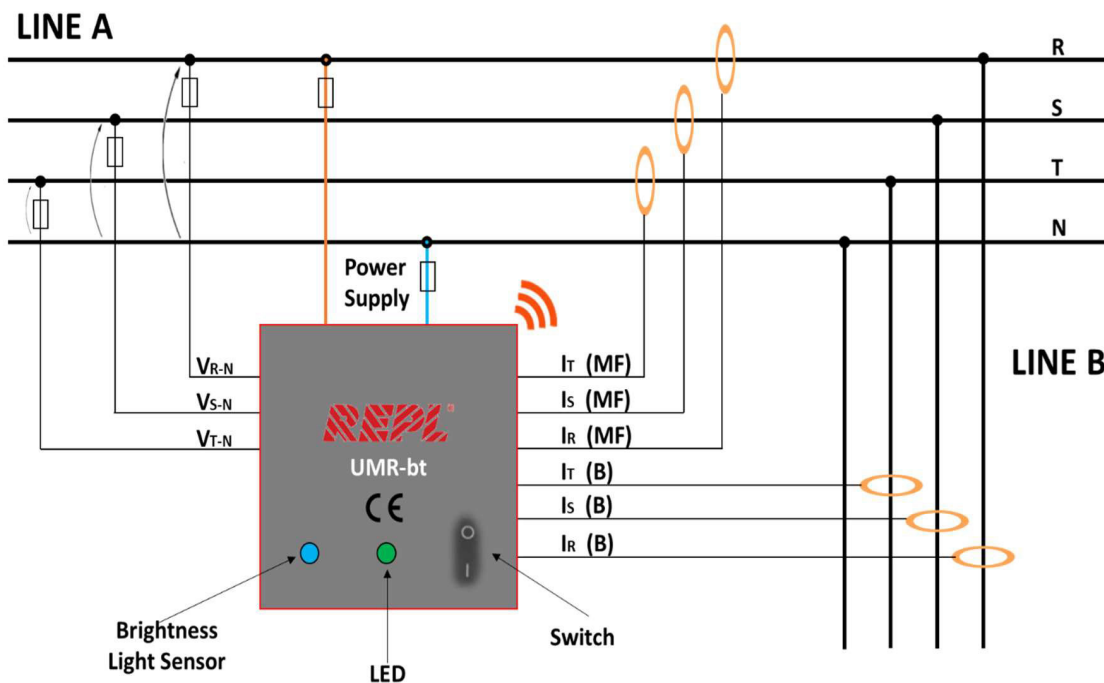 LINE A
R
S
T
N
Power
Supply
LINE B
VR-N
VS-N
VT-N
IT (MF)
IS (MF)
IR (MF)
IT (B)
IS (B)
IR (B)
REPL
UMR-bt
CE
Brightness
Light Sensor
LED
Switch